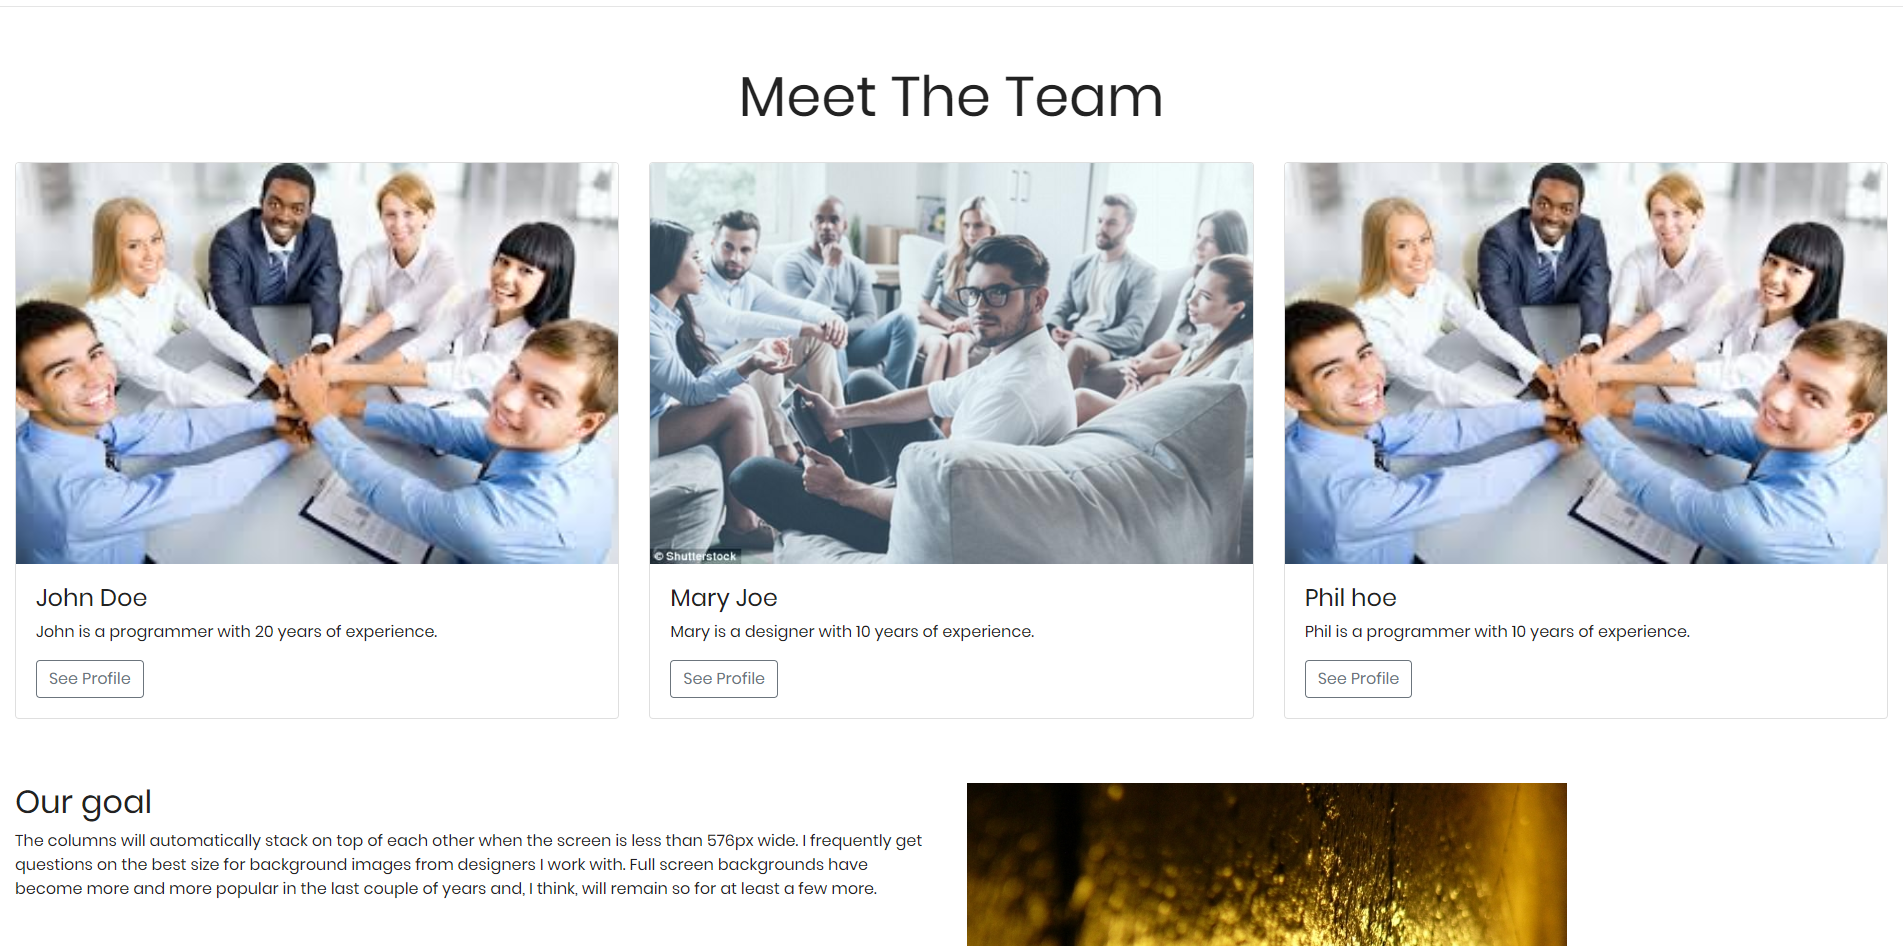 Meet The Team
© Shutterstock
John Doe
John is a programmer with 20 years of experience.
See Profile
Mary Joe
Mary is a designer with 10 years of experience.
See Profile
Phil hoe
Phil is a programmer with 10 years of experience.
See Profile
Our goal
The columns will automatically stack on top of each other when the screen is less than 576px wide. I frequently get
questions on the best size for background images from designers I work with. Full screen backgrounds have
become more and more popular in the last couple of years and, I think, will remain so for at least a few more.